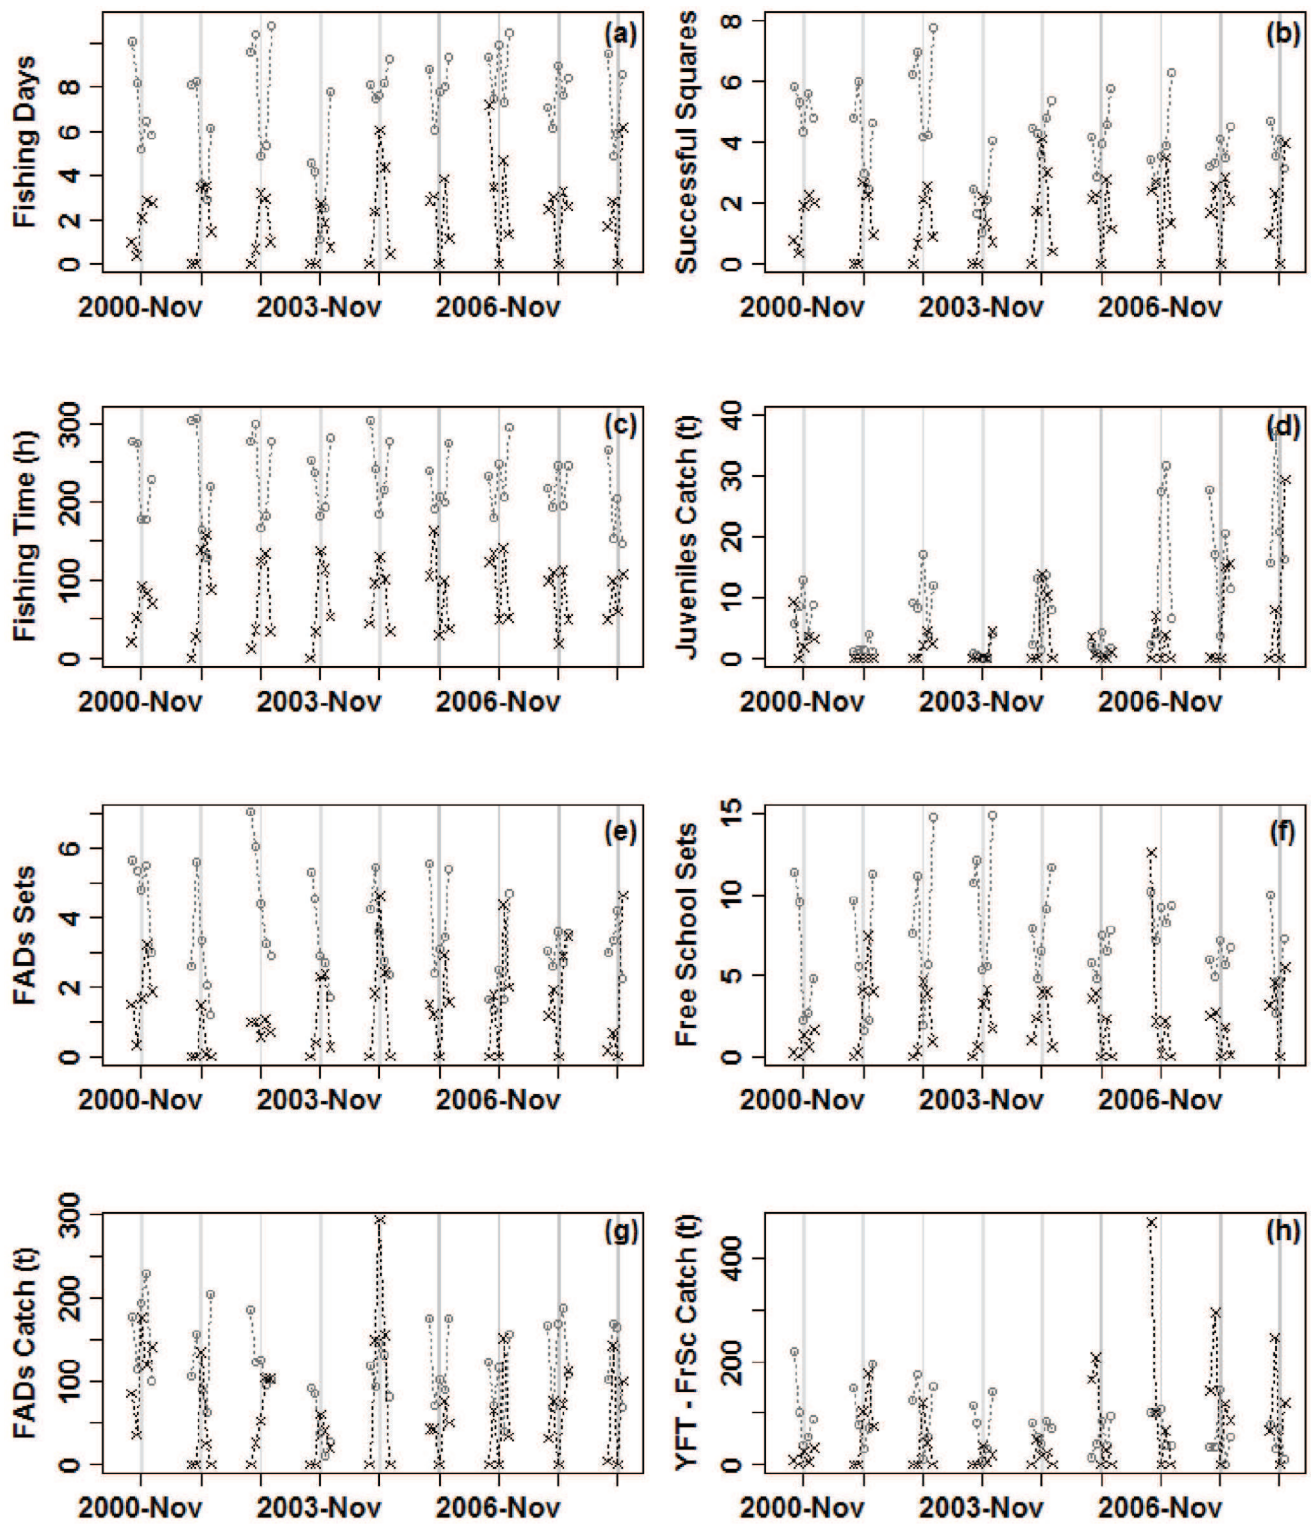 (a)
Fishing Days
0 2 4 6 8
2000-Nov 2003-Nov 2006-Nov
(b)
Successful Squares
0 2 4 6 8
2000-Nov 2003-Nov 2006-Nov
(c)
Fishing Time (h)
0 100 200 300
2000-Nov 2003-Nov 2006-Nov
(d)
Juveniles Catch (t)
0 10 20 30 40
2000-Nov 2003-Nov 2006-Nov
(e)
FADs Sets
0 2 4 6
2000-Nov 2003-Nov 2006-Nov
(f)
Free School Sets
0 5 10 15
2000-Nov 2003-Nov 2006-Nov
(g)
FADs Catch (t)
0 100 200 300
2000-Nov 2003-Nov 2006-Nov
(h)
YFT - FrSc Catch (t)
0 200 400
2000-Nov 2003-Nov 2006-Nov